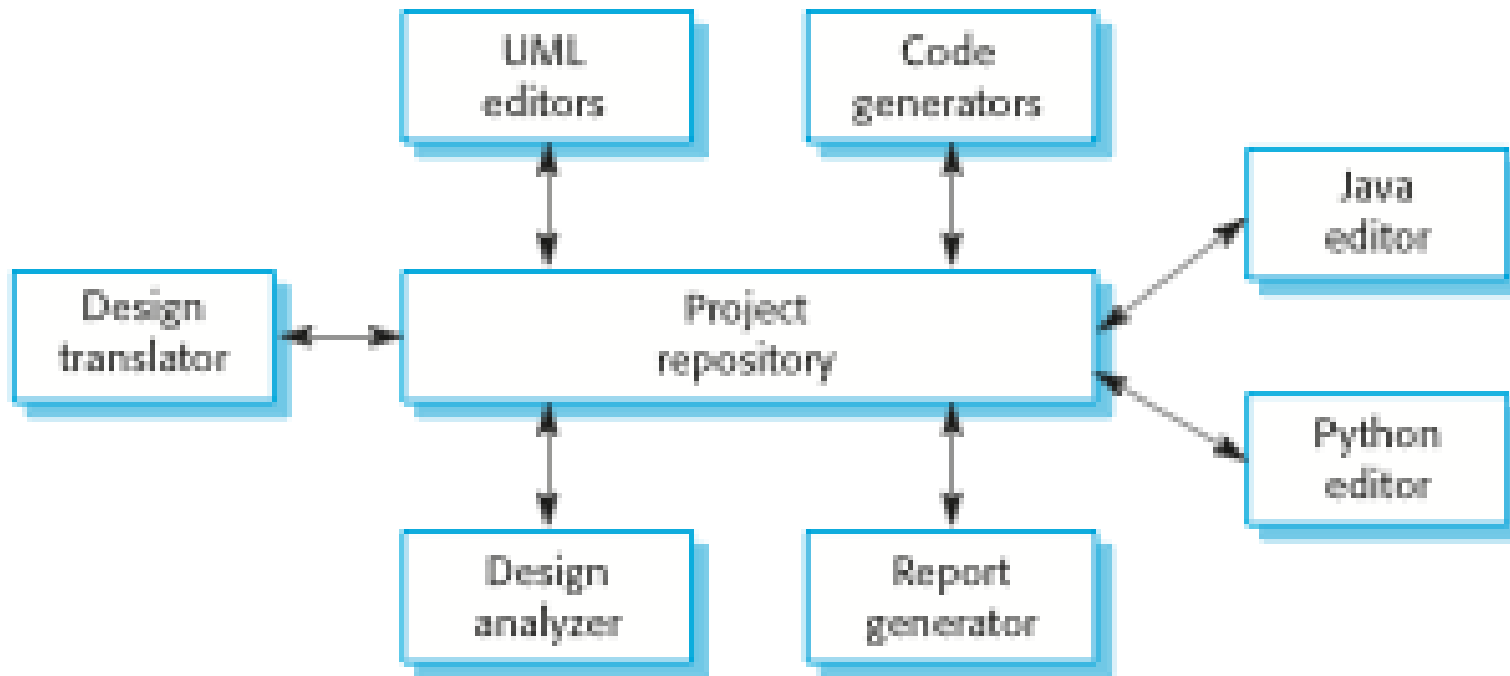 UML
editors
Code
generators
Java
editor
Design
translator
Project
repository
Python
editor
Design
analyzer
Report
generator